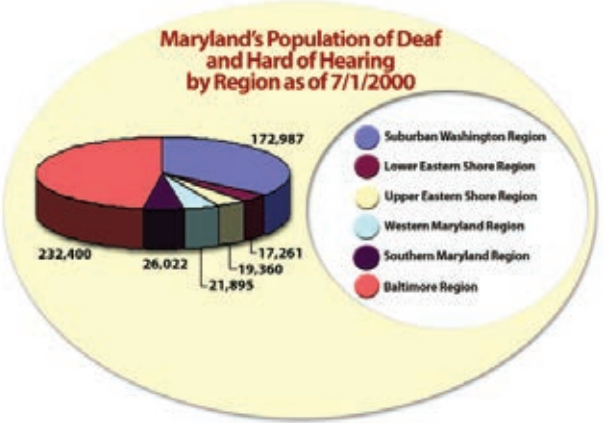 Maryland's Population of Deaf
and Hard of Hearing
by Region as of 7/1/2000
172,987
Suburban Washington Region
Lower Eastern Shore Region
Upper Eastern Shore Region
Western Maryland Region
Southern Maryland Region
Baltimore Region
232,400
26,022
21,895
19,360
17,261